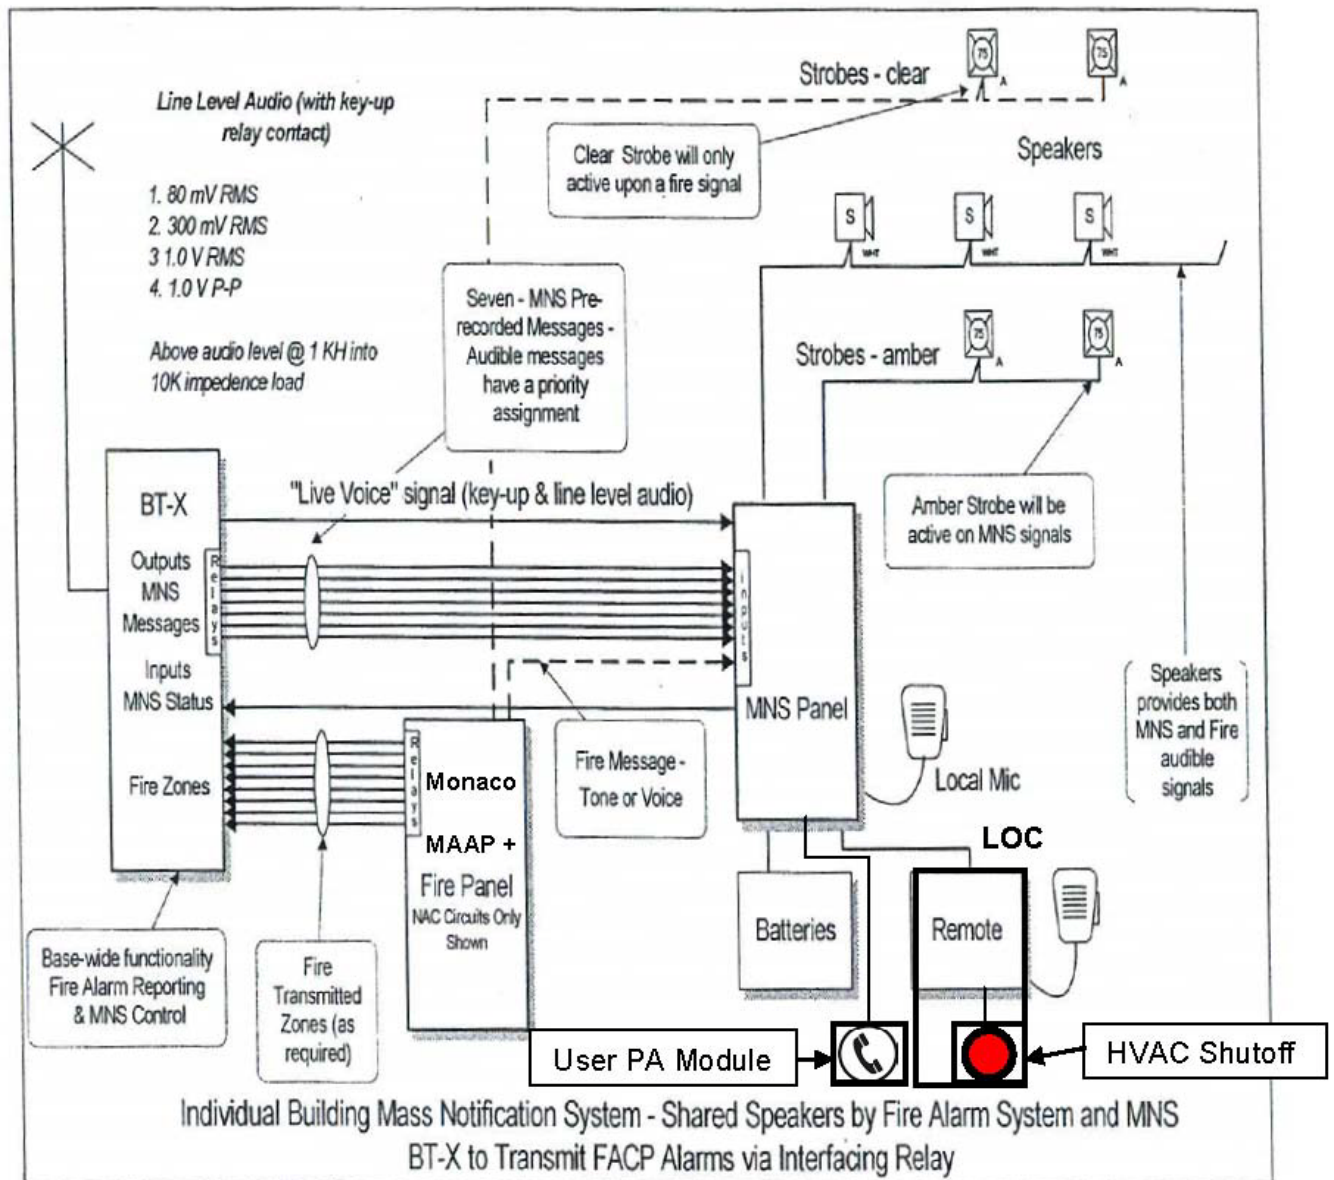 Line Level Audio (with key-up
relay contact)
1. 80 mV RMS
2. 300 mV RMS
3 1.0 V RMS
4. 1.0 V P-P
Above audio level @ 1 KH into
10K impedence load
Strobes - clear
75
A
75
A
Clear Strobe will only
active upon a fire signal
Speakers
S
WHT
S
WHT
S
WHT
Seven - MNS Pre-
recorded Messages -
Audible messages
have a priority
assignment
Strobes - amber
75
A
75
A
Amber Strobe will be
active on MNS signals
"Live Voice" signal (key-up & line level audio)
BT-X
Outputs
MNS
Messages
Relays
Inputs
MNS Status
Fire Zones
Inputs
MNS Panel
Speakers
provides both
MNS and Fire
audible
signals
Relays
Monaco
MAAP +
Fire Panel
NAC Circuits Only
Shown
Fire Message -
Tone or Voice
Local Mic
LOC
Batteries
Remote
Base-wide functionality
Fire Alarm Reporting
& MNS Control
Fire
Transmitted
Zones (as
required)
User PA Module
HVAC Shutoff
Individual Building Mass Notification System - Shared Speakers by Fire Alarm System and MNS
BT-X to Transmit FACP Alarms via Interfacing Relay